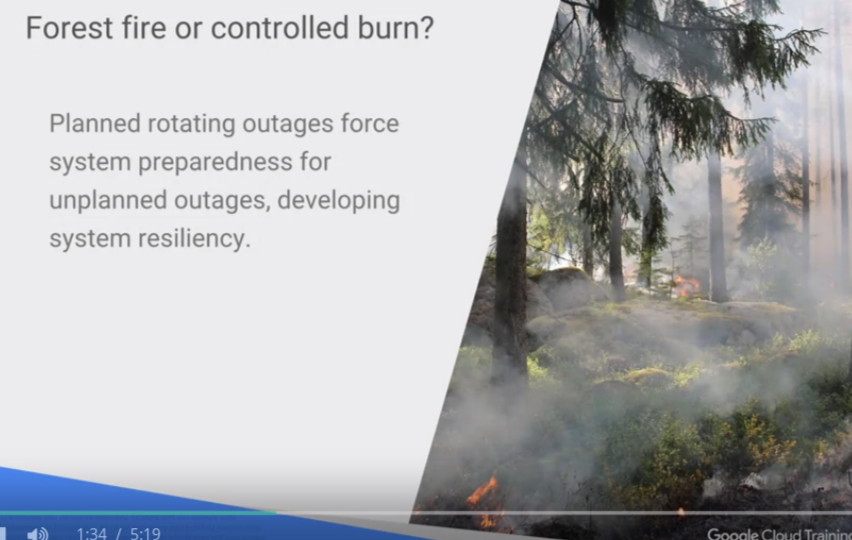 Forest fire or controlled burn?
Planned rotating outages force
system preparedness for
unplanned outages, developing
system resiliency.
1:34 / 5:19
Google Cloud Training